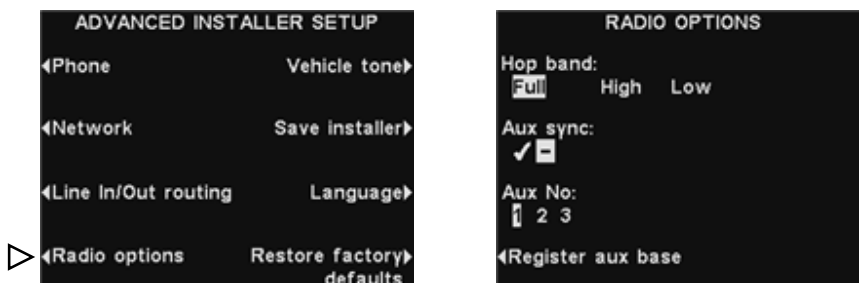 ADVANCED INSTALLER SETUP
Phone
Vehicle tone
Network
Save installer
Line In/Out routing
Language
Radio options
Restore factory
defaults
RADIO OPTIONS
Hop band:
Full High Low
Aux sync:
✓ -
Aux No:
1 2 3
Register aux base